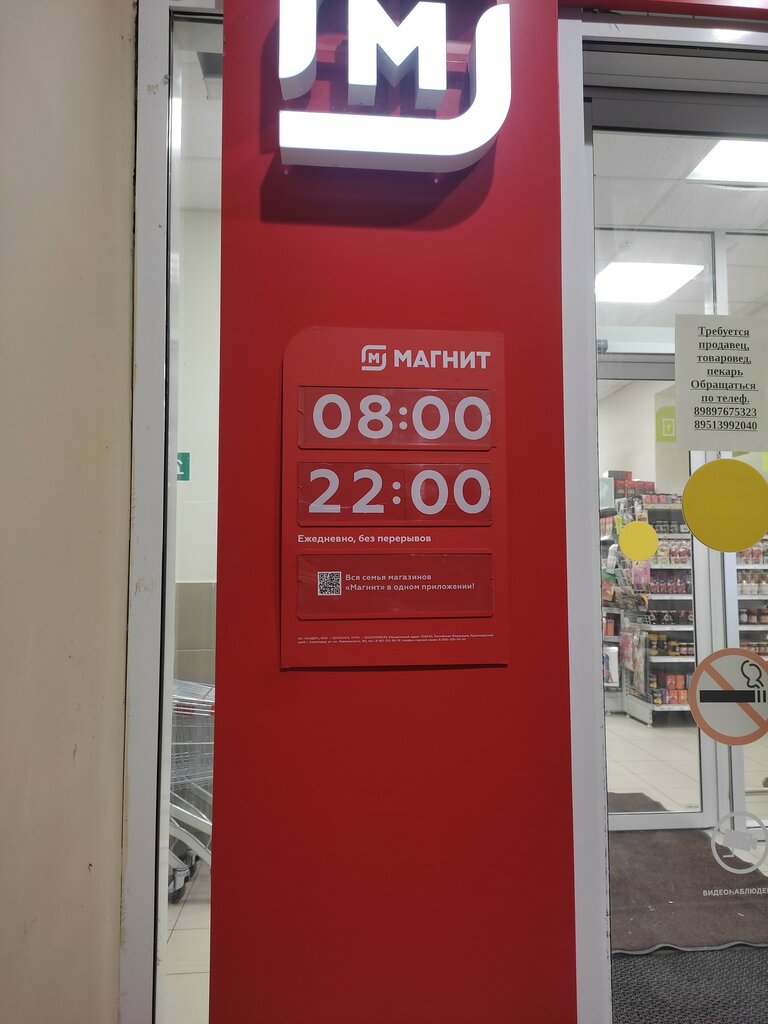 М
М МАГНИТ
08:00
22:00
Ежедневно, без перерывов
Вся семья магазинов
«Магнит» в одном приложении!
Требуется
продавец,
товаровед,
пекарь
Обращаться
по телеф.
89897675323
89513992040